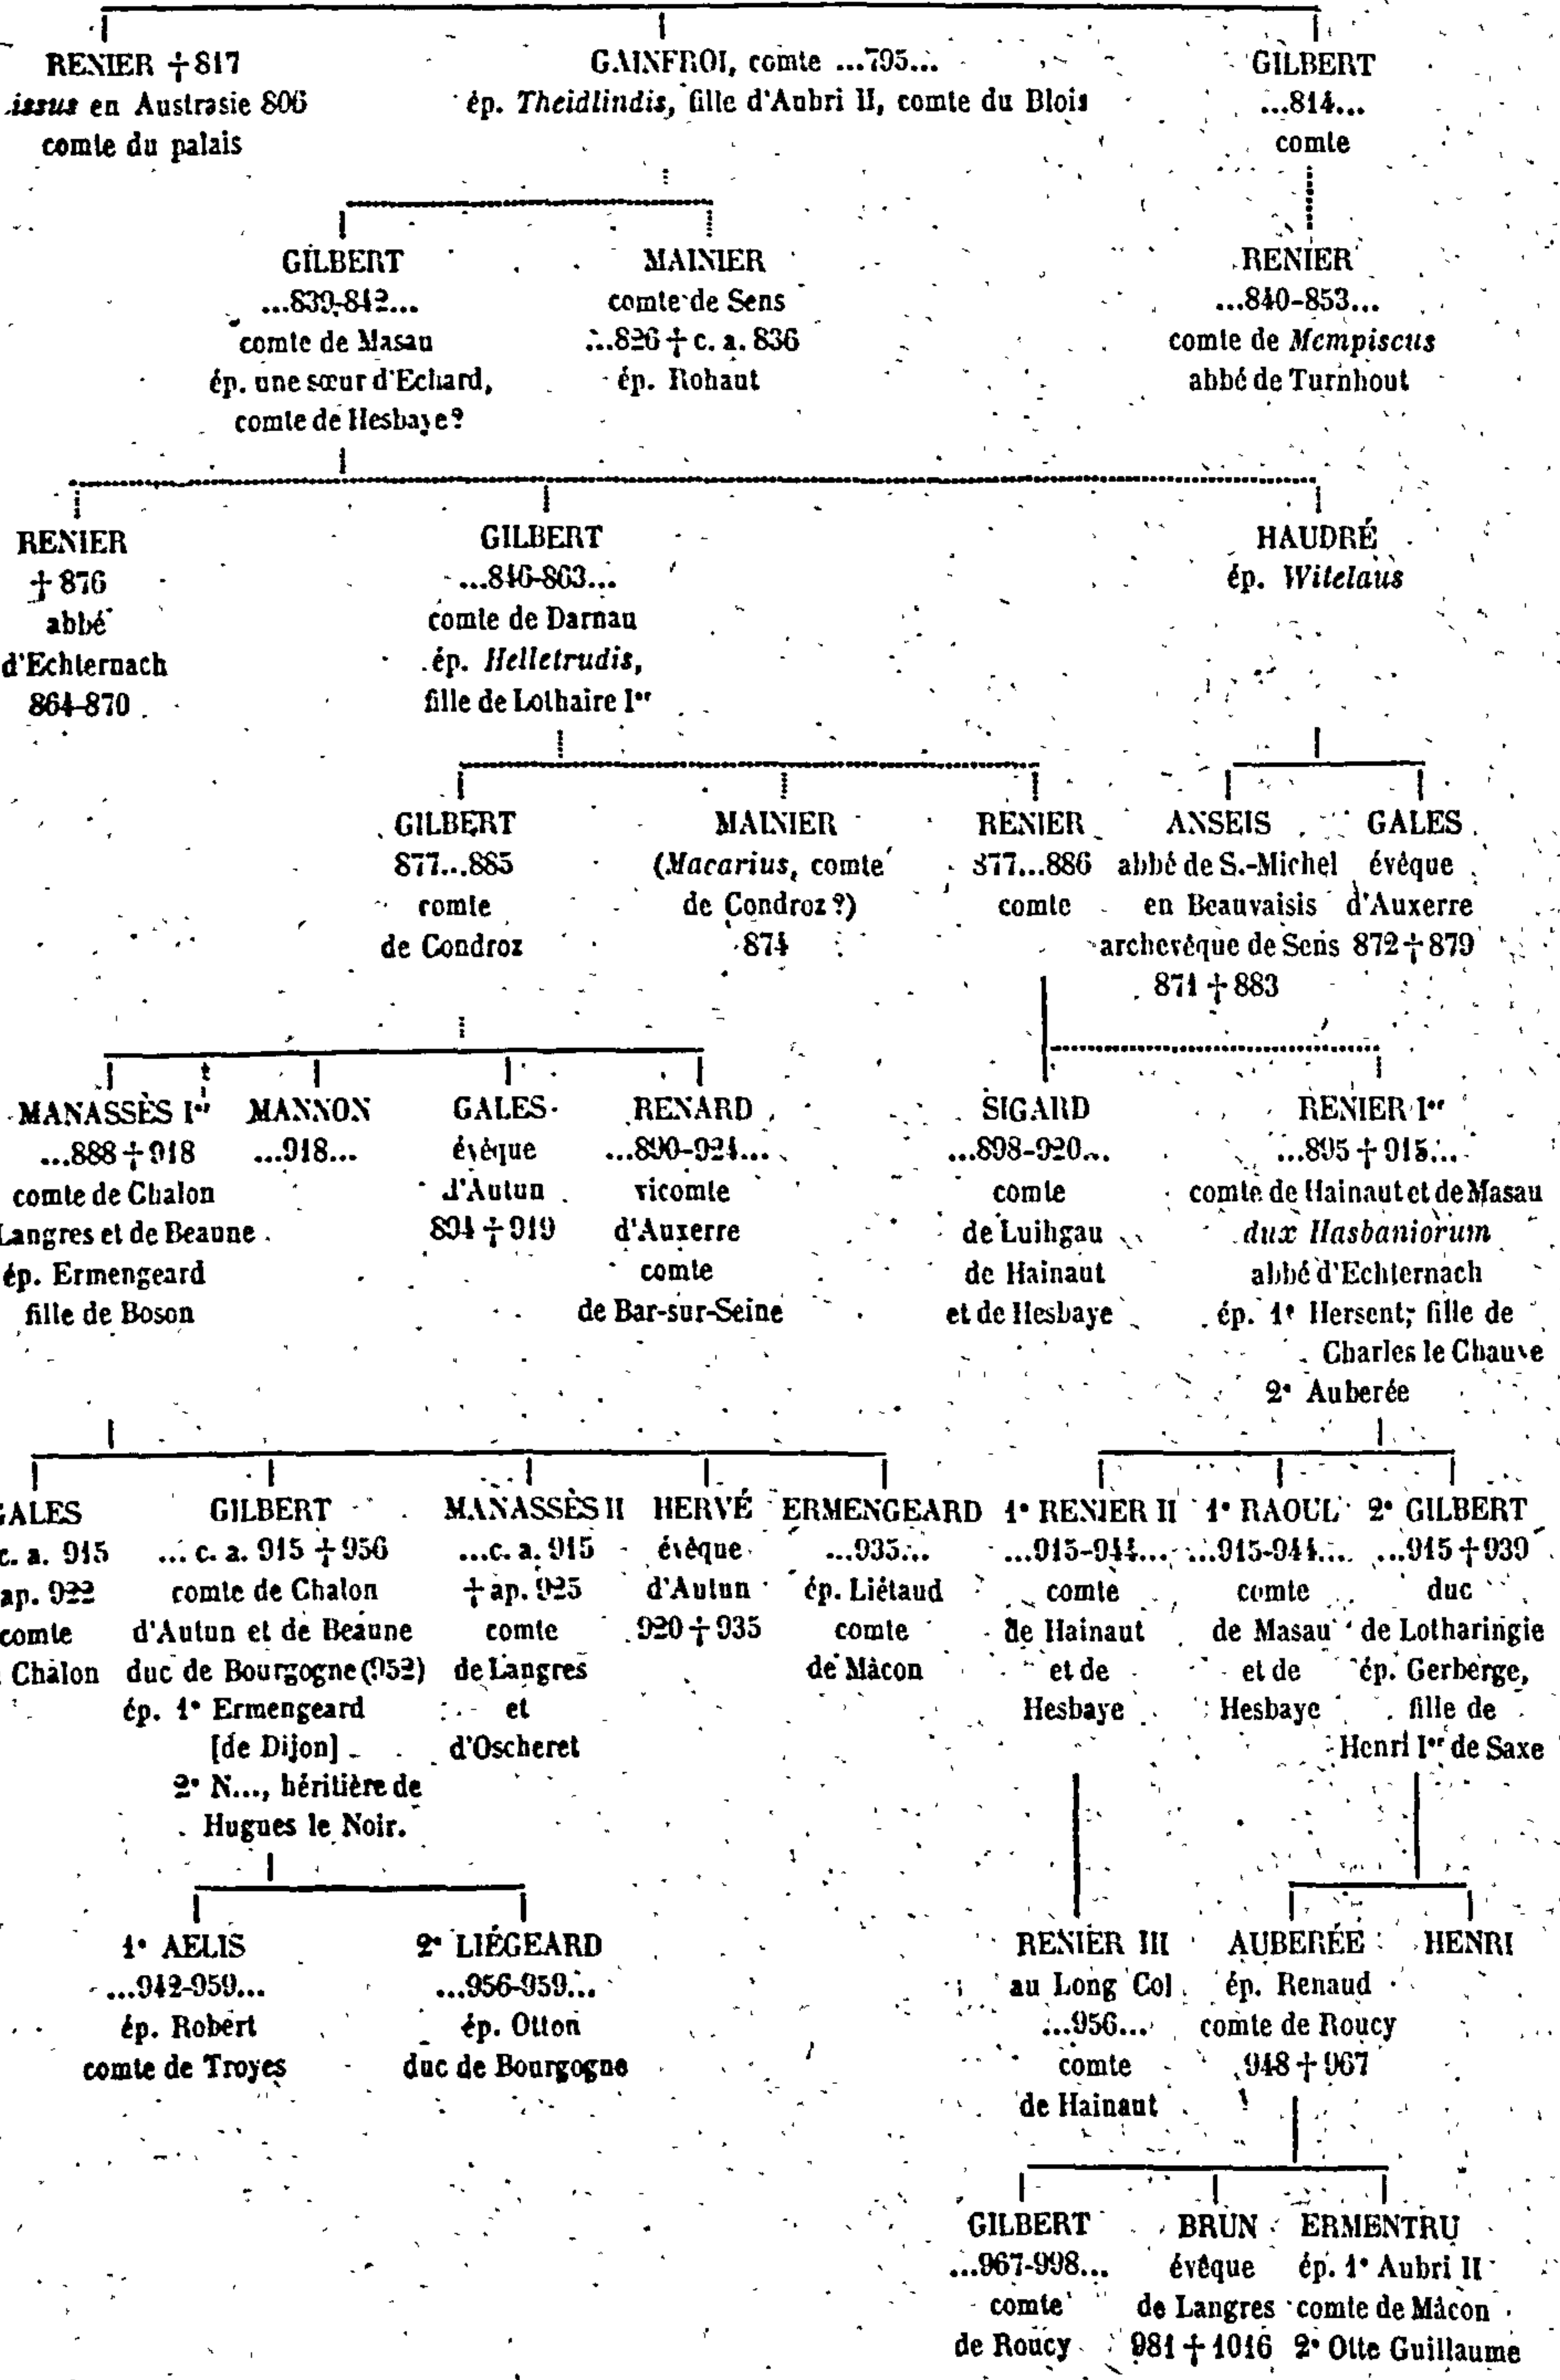 RENIER †817
issus en Austrasie 806
comte du palais
GAINFROI, comte ...795...
ép. Theidlindis, fille d'Aubri II, comte du Blois
GILBERT
...814...
comte
GILBERT
...839-842...
comte de Masau
ép. une sœur d'Echard,
comte de Hesbaye?
MAINIER
comte de Sens
...826 † c. a. 836
ép. Rohaut
RENIER
...840-853...
comte de Mempiscus
abbé de Turnhout
RENIER
†876
abbé
d'Echternach
864-870
GILBERT
...846-863...
comte de Darnau
ép. Helletrudis,
fille de Lothaire Ier
HAUDRÉ
ép. Witelaus
GILBERT
877...885
comte
de Condroz
MAINIER
(Macarius, comte
de Condroz?)
874
RENIER
877...886
comte
ANSEIS
abbé de S.-Michel
en Beauvaisis
archevêque de Sens
871 † 883
GALES
évêque
d'Auxerre
872 † 879
MANASSÈS Ier
...888 † 918
comte de Chalon
Langres et de Beaune
ép. Ermengeard
fille de Boson
MANNON
...918...
GALES
évêque
d'Autun
894 † 919
RENARD
...890-924...
vicomte
d'Auxerre
comte
de Bar-sur-Seine
SIGARD
...898-920...
comte
de Luihgau
de Hainaut
et de Hesbaye
RENIER Ier
...895 † 915...
comte de Hainaut et de Masau
dux Hasbaniorum
abbé d'Echternach
ép. 1° Hersent, fille de
Charles le Chauve
2° Auberée
GALES
c. a. 915
ap. 922
comte
Chalon
GILBERT
... c. a. 915 † 956
comte de Chalon
d'Autun et de Beaune
duc de Bourgogne (952)
ép. 1° Ermengeard
[de Dijon]
2° N..., héritière de
Hugues le Noir.
MANASSÈS II
...c. a. 915
† ap. 925
comte
de Langres
et
d'Oscheret
HERVÉ
évêque
d'Autun
920 † 935
ERMENGEARD
...935...
ép. Liétaud
comte
de Mâcon
1° RENIER II
...915-944...
comte
de Hainaut
et de
Hesbaye
1° RAOUL
...915-944...
comte
de Masau
et de
Hesbaye
2° GILBERT
...915 † 939
duc
de Lotharingie
ép. Gerberge,
fille de
Henri Ier de Saxe
1° AELIS
...942-959...
ép. Robert
comte de Troyes
2° LIÉGEARD
...956-959...
ép. Otton
duc de Bourgogne
RENIER III
au Long Col
...956...
comte
de Hainaut
AUBERÉE
ép. Renaud
comte de Roucy
948 † 967
HENRI
GILBERT
...967-998...
comte
de Roucy
BRUN
évêque
de Langres
981 † 1016
ERMENTRU
ép. 1° Aubri II
comte de Mâcon
2° Otte Guillaume